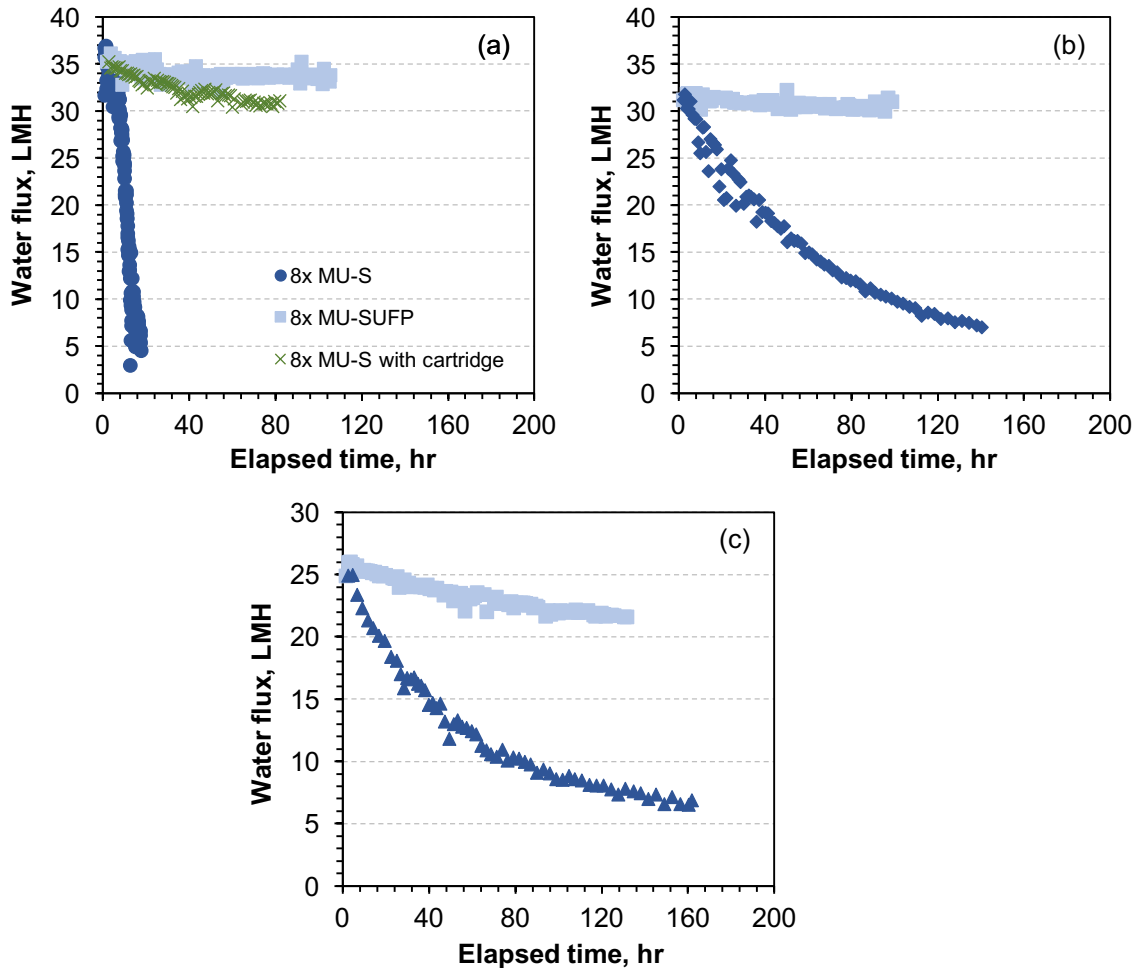 (a)
40
35
30
25
20
15
10
5
0
Water flux, LMH
8x MU-S
8x MU-SUFP
8x MU-S with cartridge
0 40 80 120 160 200
Elapsed time, hr
(b)
40
35
30
25
20
15
10
5
0
Water flux, LMH
0 40 80 120 160 200
Elapsed time, hr
(c)
30
25
20
15
10
5
0
Water flux, LMH
0 40 80 120 160 200
Elapsed time, hr